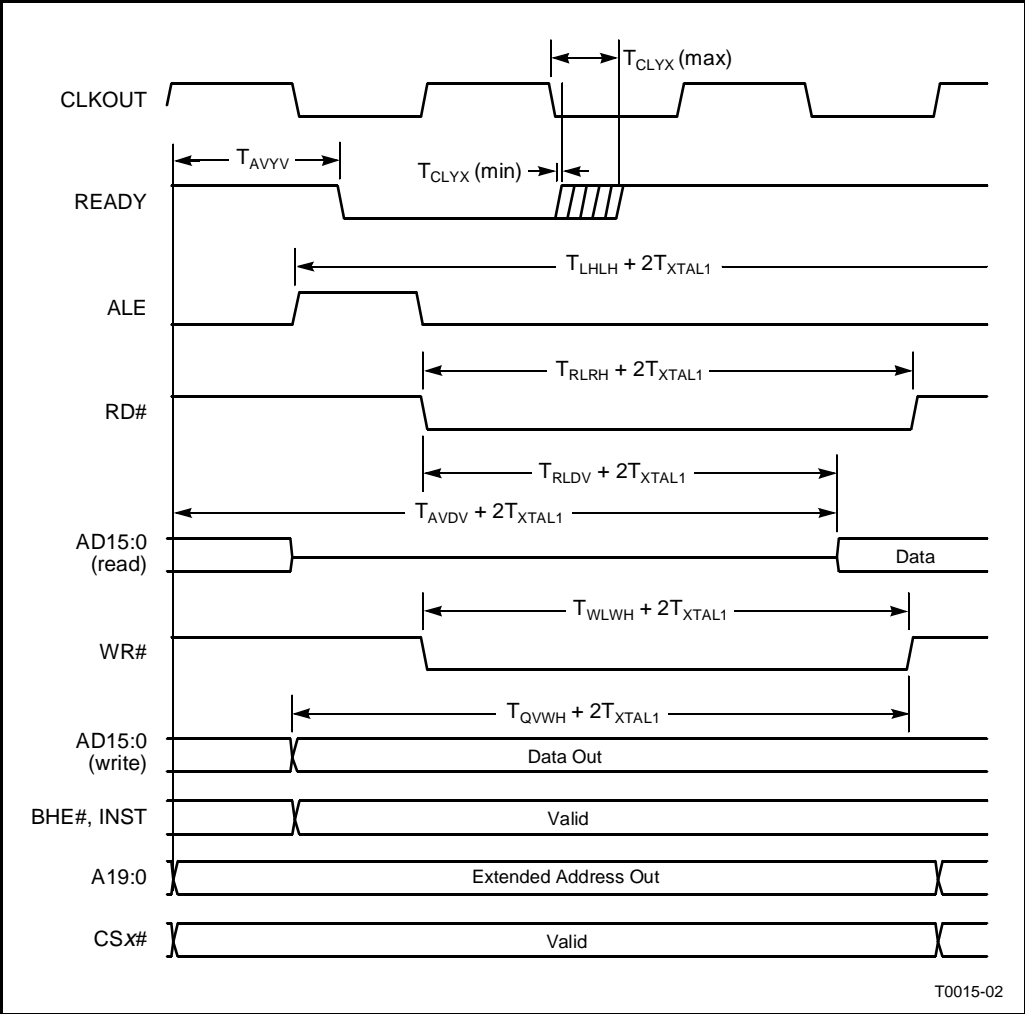 T_CLYX (max)
CLKOUT
T_AVYV
T_CLYX (min)
READY
T_LHLH + 2T_XTAL1
ALE
T_RLRH + 2T_XTAL1
RD#
T_RLDV + 2T_XTAL1
T_AVDV + 2T_XTAL1
AD15:0
(read)
Data
T_WLWH + 2T_XTAL1
WR#
T_QVWH + 2T_XTAL1
AD15:0
(write)
Data Out
BHE#, INST
Valid
A19:0
Extended Address Out
CSx#
Valid
T0015-02